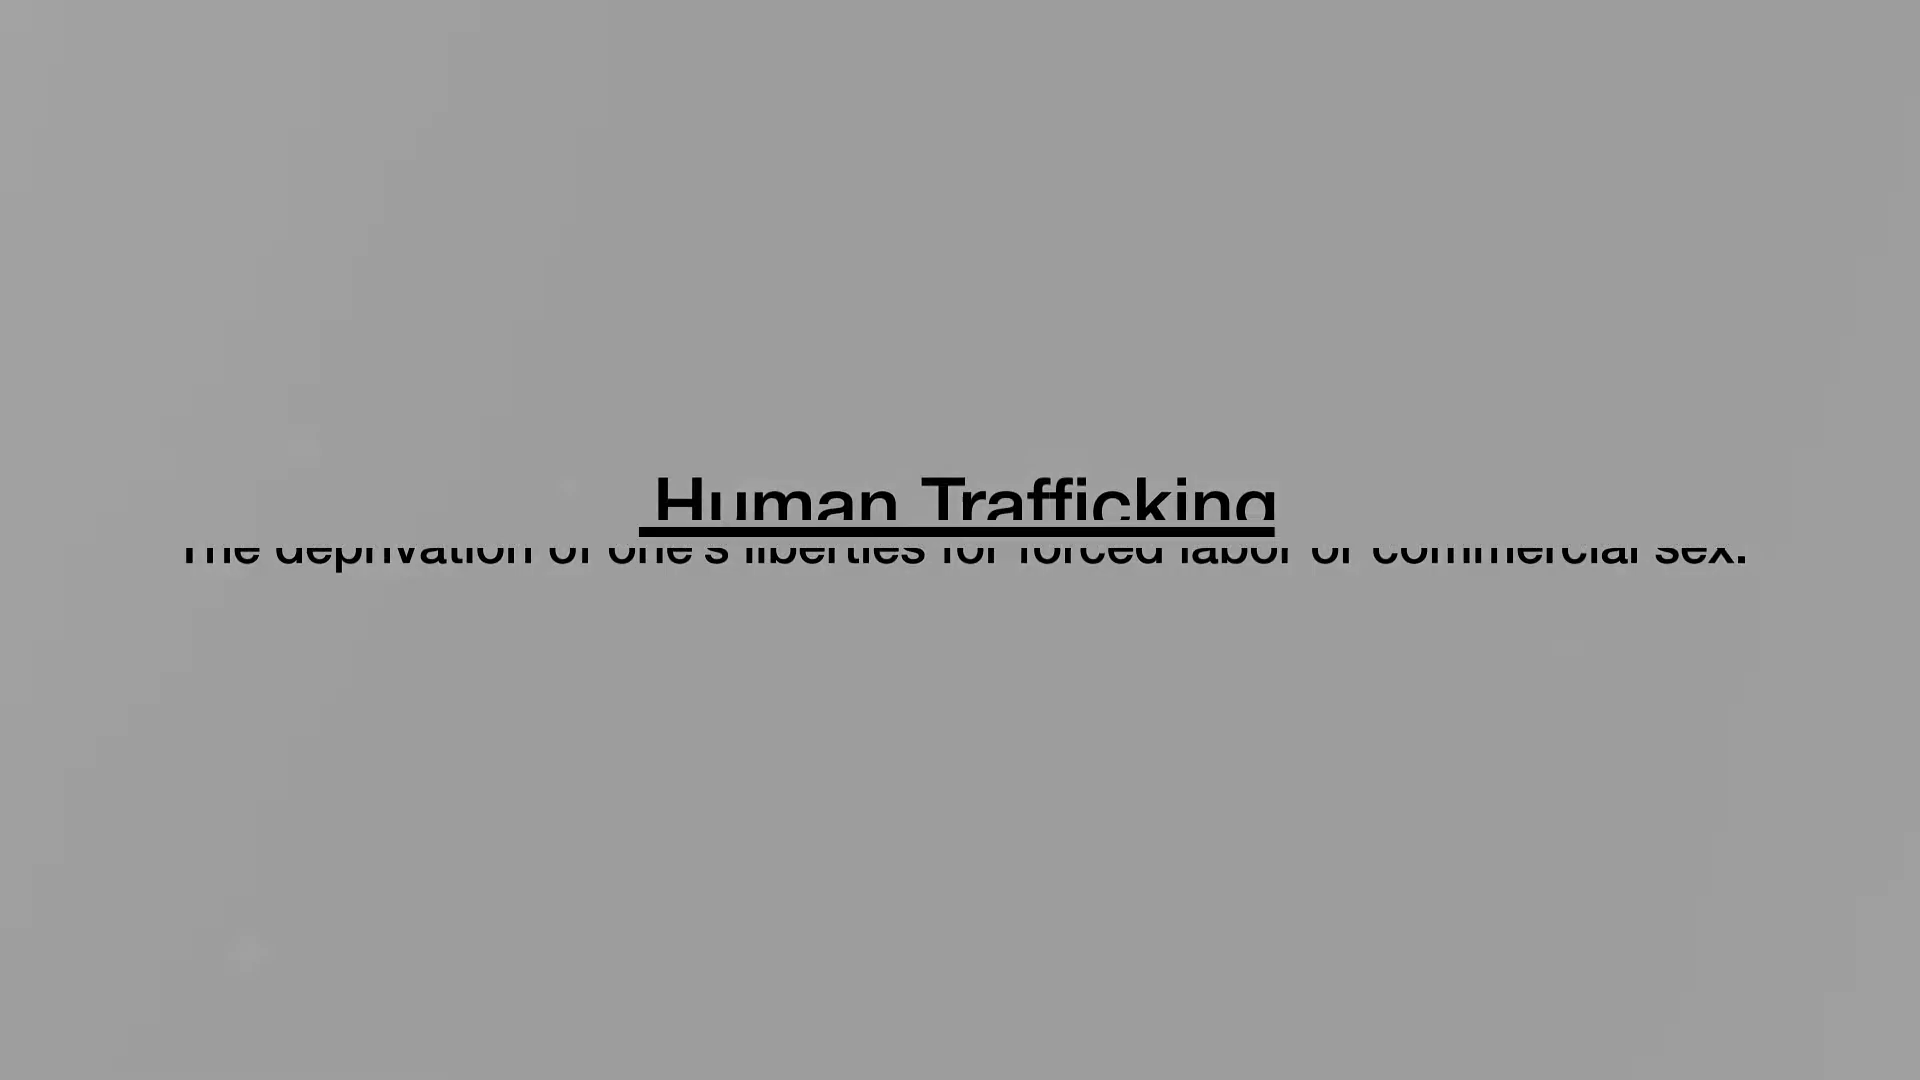 Human Trafficking
The deprivation of one's liberties for forced labor or commercial sex.